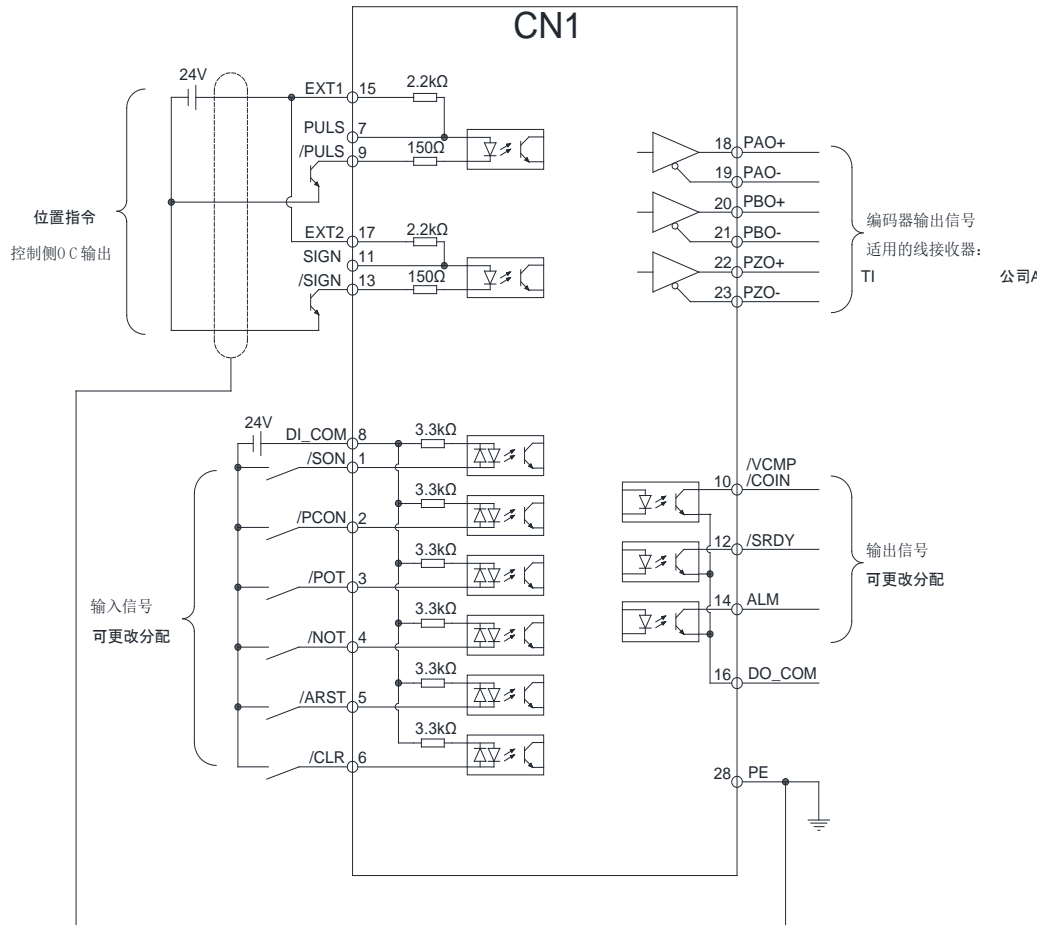 CN1
24V
EXT1 15 2.2kΩ
PULS 7
/PULS 9 150Ω
位置指令
控制侧OC输出
EXT2 17 2.2kΩ
SIGN 11
/SIGN 13 150Ω
18 PAO+
19 PAO-
20 PBO+
21 PBO-
22 PZO+
23 PZO-
编码器输出信号
适用的线接收器：
TI 公司A
24V
DI_COM 8 3.3kΩ
/SON 1
3.3kΩ
/PCON 2
3.3kΩ
/POT 3
3.3kΩ
/NOT 4
3.3kΩ
/ARST 5
3.3kΩ
/CLR 6
输入信号
可更改分配
/VCMP
10 /COIN
12 /SRDY
14 ALM
16 DO_COM
输出信号
可更改分配
28 PE